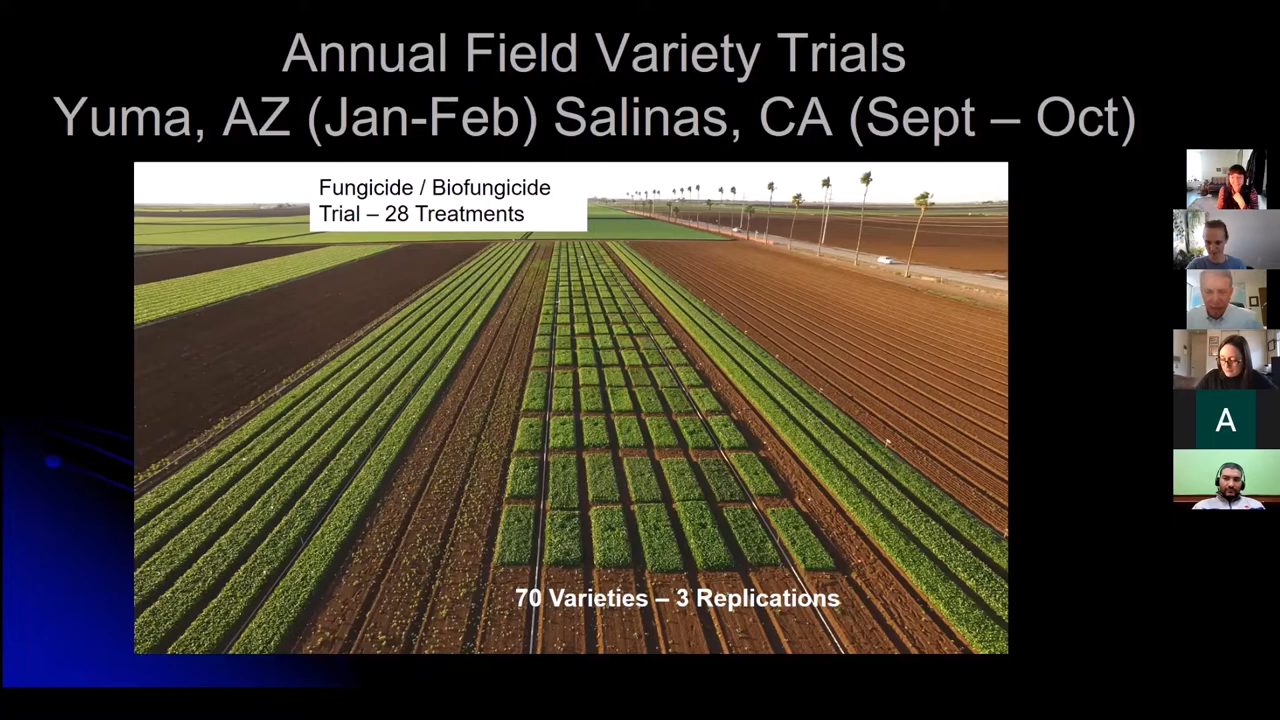 Annual Field Variety Trials
Yuma, AZ (Jan-Feb) Salinas, CA (Sept – Oct)
Fungicide / Biofungicide
Trial – 28 Treatments
70 Varieties – 3 Replications
A